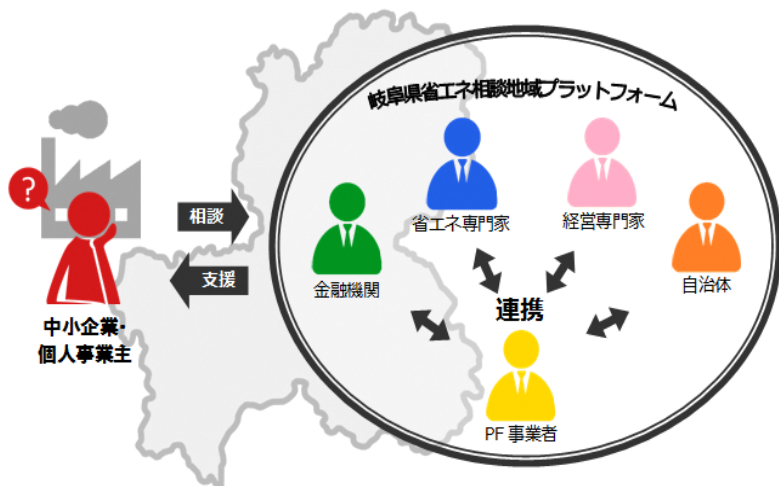 岐阜県省エネ相談地域プラットフォーム
?
相談
支援
中小企業・
個人事業主
金融機関
省エネ専門家
経営専門家
自治体
連携
PF 事業者